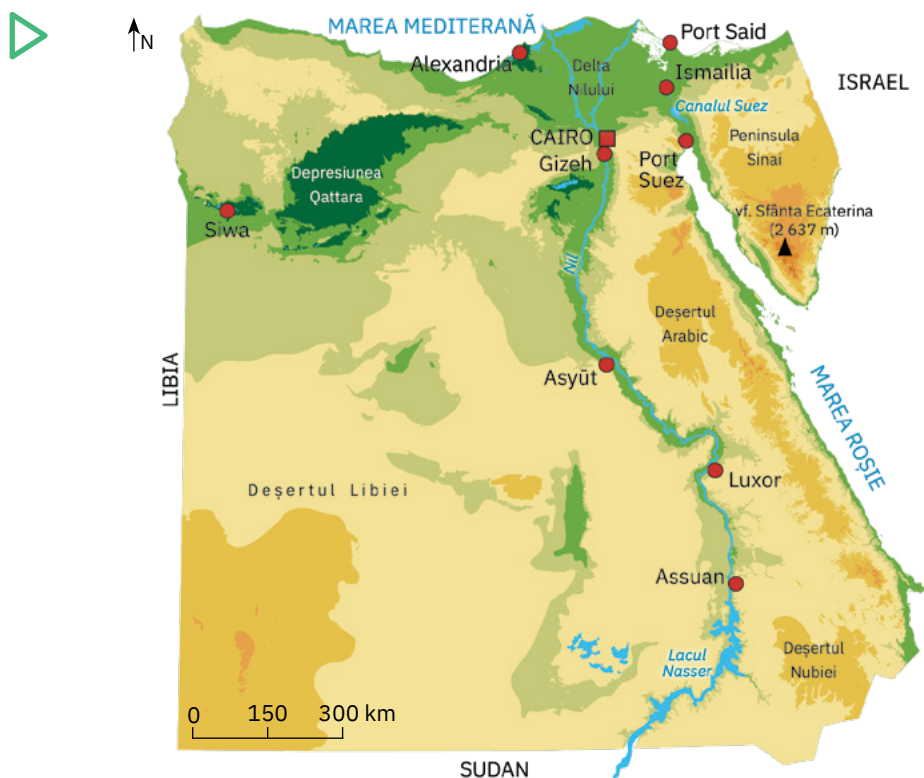 N
MAREA MEDITERANĂ
Port Said
Alexandria
Delta
Nilului
Ismailia
ISRAEL
Canalul Suez
CAIRO
Gizeh
Port
Suez
Peninsula
Sinai
Depresiunea
Qattara
Siwa
vf. Sfânta Ecaterina
(2 637 m)
Nil
Deșertul
Arabic
LIBIA
Asyūt
MAREA ROȘIE
Luxor
Deșertul Libiei
Assuan
Lacul
Nasser
Deșertul
Nubiei
0 150 300 km
SUDAN